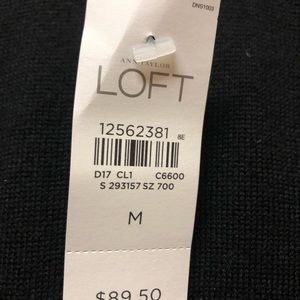 DN51003
ANN TAYLOR
LOFT
12562381 8E
D17 CL1 C6600
S 293157 SZ 700
M
$89.50